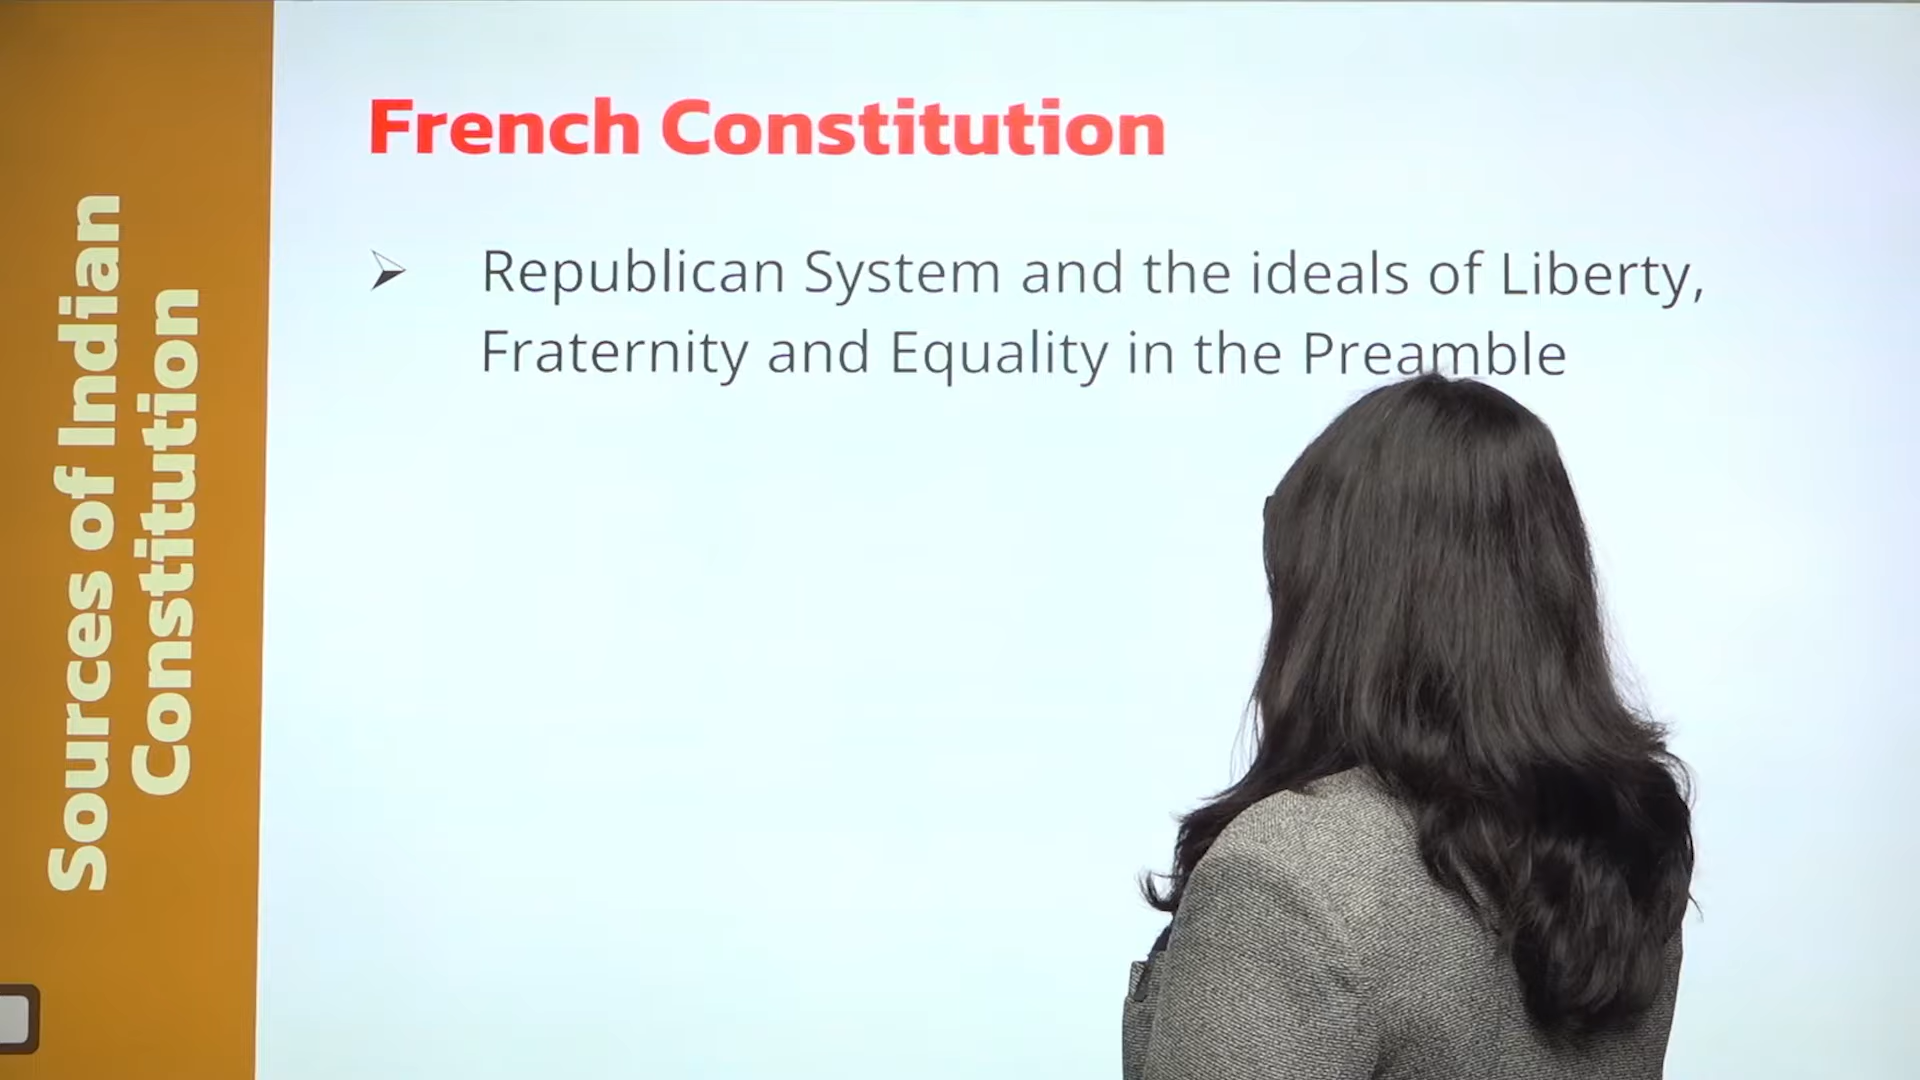 Sources of Indian
Constitution
French Constitution
Republican System and the ideals of Liberty,
Fraternity and Equality in the Preamble